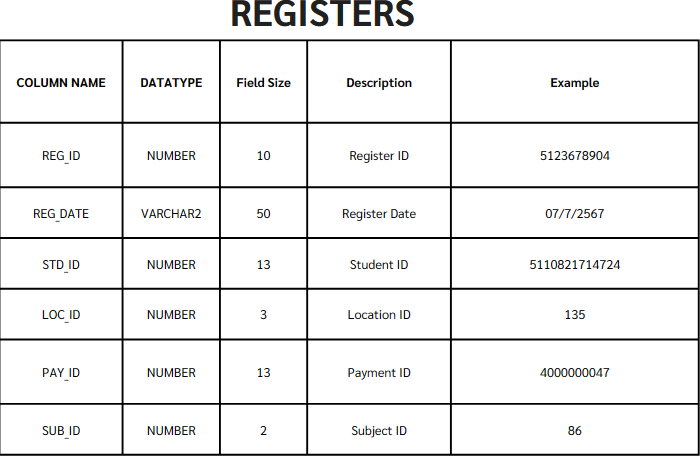 REGISTERS
COLUMN NAME DATATYPE Field Size Description Example
REG_ID NUMBER 10 Register ID 5123678904
REG_DATE VARCHAR2 50 Register Date 07/7/2567
STD_ID NUMBER 13 Student ID 5110821714724
LOC_ID NUMBER 3 Location ID 135
PAY_ID NUMBER 13 Payment ID 4000000047
SUB_ID NUMBER 2 Subject ID 86